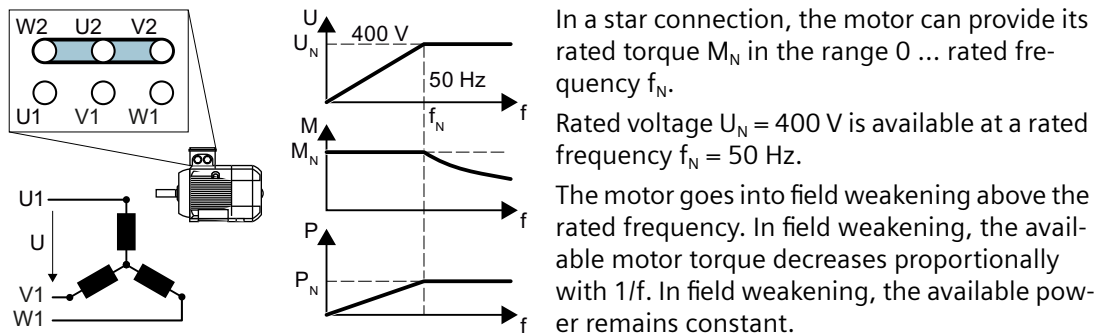 W2 U2 V2
U1 V1 W1
U1
U
V1
W1
U
U_N
400 V
50 Hz
f
f_N
M
M_N
f
P
P_N
f
In a star connection, the motor can provide its
rated torque M_N in the range 0 ... rated fre-
quency f_N.
Rated voltage U_N = 400 V is available at a rated
frequency f_N = 50 Hz.
The motor goes into field weakening above the
rated frequency. In field weakening, the avail-
able motor torque decreases proportionally
with 1/f. In field weakening, the available pow-
er remains constant.